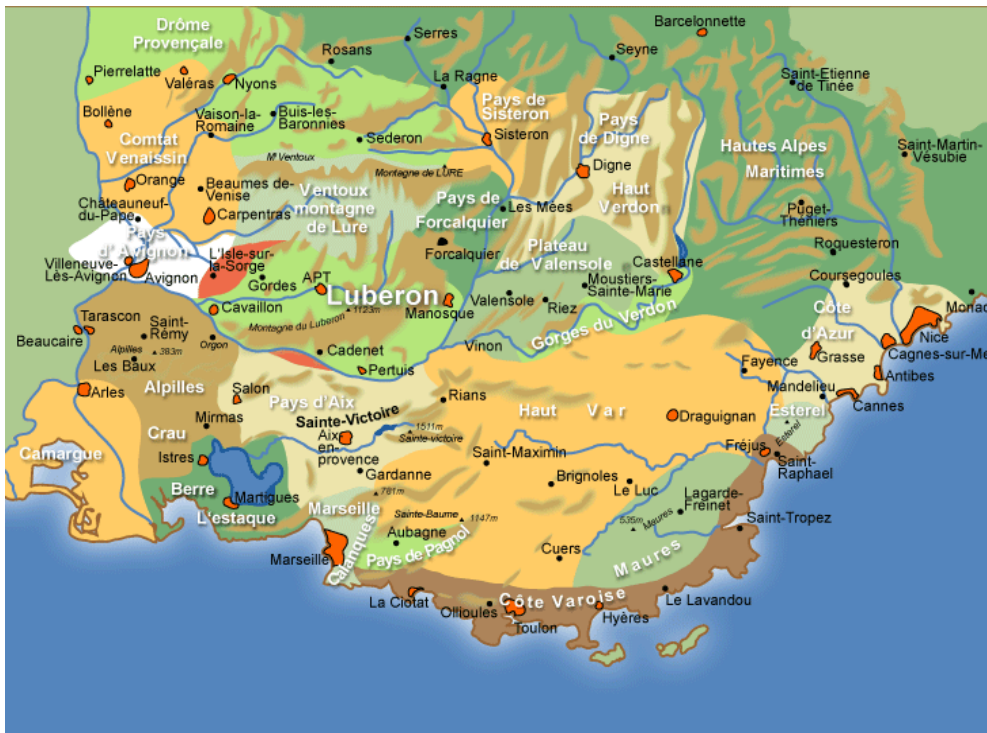 Barcelonnette
Drôme
Provençale
Serres
Rosans
Seyne
Pierrelatte
Valéras
Nyons
La Ragne
Saint-Etienne
de Tinée
Bollène
Vaison-la-
Romaine
Buis-les-
Baronnies
Pays de
Sisteron
Pays
de Digne
Sederon
Sisteron
Comtat
Venaissin
Mt Ventoux
Montagne de LURE
Digne
Hautes Alpes
Maritimes
Saint-Martin-
Vésubie
Orange
Beaumes de-
Venise
Ventoux
montagne
de Lure
Pays de
Forcalquier
Les Mées
Haut
Verdon
Châteauneuf-
du-Pape
Carpentras
Puget-
Théniers
Pays
d'Avignon
Forcalquier
Plateau
de Valensole
Roquesteron
Villeneuve-
Lès-Avignon
Avignon
L'Isle-sur-
la-Sorge
Gordes
APT
Castellane
Coursegoules
Luberon
Manosque
Valensole
Riez
Moustiers-
Sainte-Marie
Monac
Cavaillon
1123m
Montagne du Luberon
Gorges du Verdon
Côte
d'Azur
Nice
Tarascon
Beaucaire
Saint-
Rémy
Orgon
Alpilles
383m
Les Baux
Cadenet
Vinon
Cagnes-sur-Me
Grasse
Fayence
Pertuis
Antibes
Alpilles
Arles
Salon
Pays d'Aix
Rians
Mandelieu
Cannes
Mirmas
Sainte-Victoire
Haut Var
Draguignan
Esterel
Esterel
Crau
Aix
en-
provence
1511m
Sainte-victoire
Fréjus
Saint-
Raphael
Camargue
Istres
Saint-Maximin
Gardanne
Brignoles
Le Luc
Berre
L'estaque
Martigues
781m
Lagarde-
Freinet
Marseille
Sainte-Baume
1147m
535m
Maures
Saint-Tropez
Aubagne
Marseille
Calanques
Pays de Pagnol
Cuers
Maures
La Ciotat
Côte Varoise
Le Lavandou
Ollioules
Toulon
Hyères